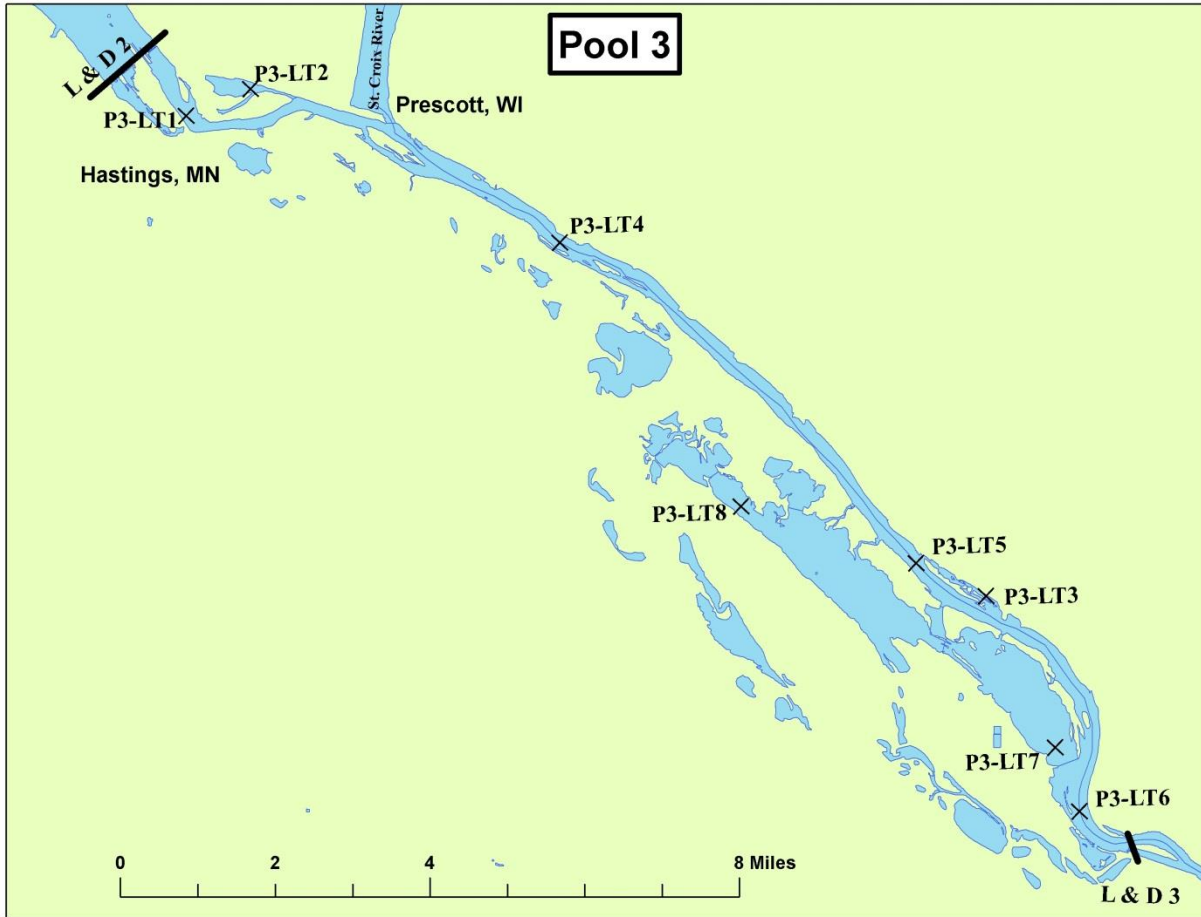 Pool 3
L & D 2
P3-LT2
St. Croix River
Prescott, WI
P3-LT1
Hastings, MN
P3-LT4
P3-LT8
P3-LT5
P3-LT3
P3-LT7
P3-LT6
0 2 4 8 Miles
L & D 3